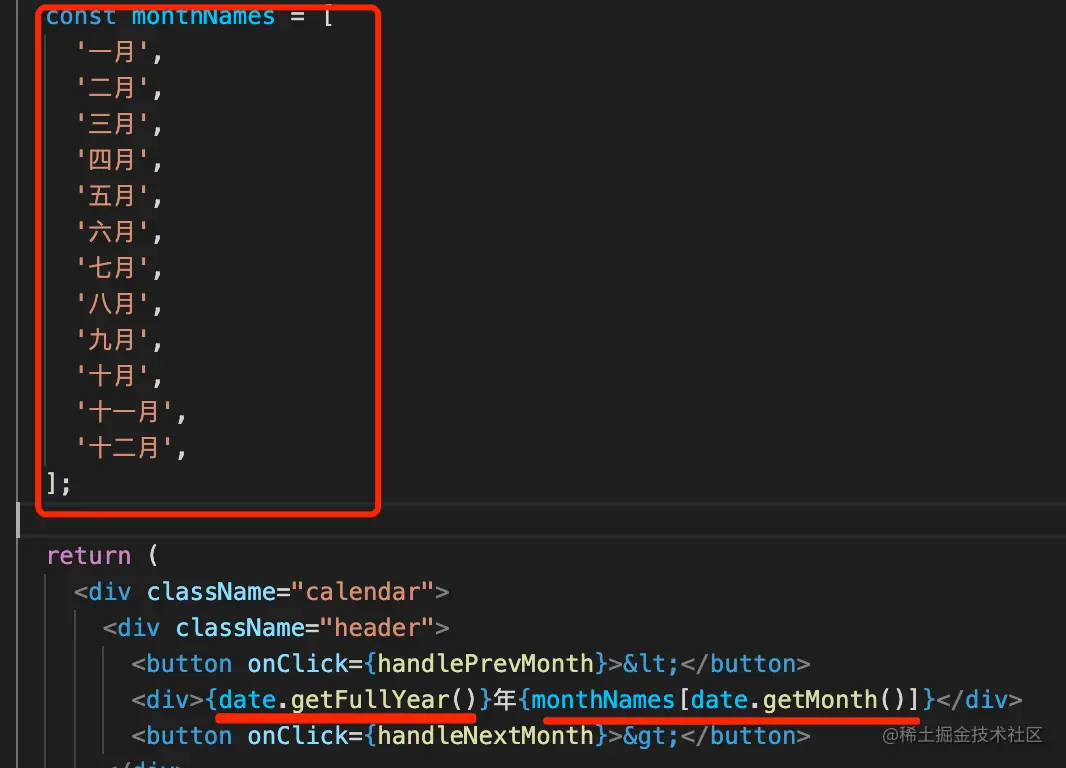 const monthNames = [
'一月',
'二月',
'三月',
'四月',
'五月',
'六月',
'七月',
'八月',
'九月',
'十月',
'十一月',
'十二月',
];
return (
<div className="calendar">
<div className="header">
<button onClick={handlePrevMonth}>&lt;</button>
<div>{date.getFullYear()}年{monthNames[date.getMonth()]}</div>
<button onClick={handleNextMonth}>&gt;</button>
@稀土掘金技术社区